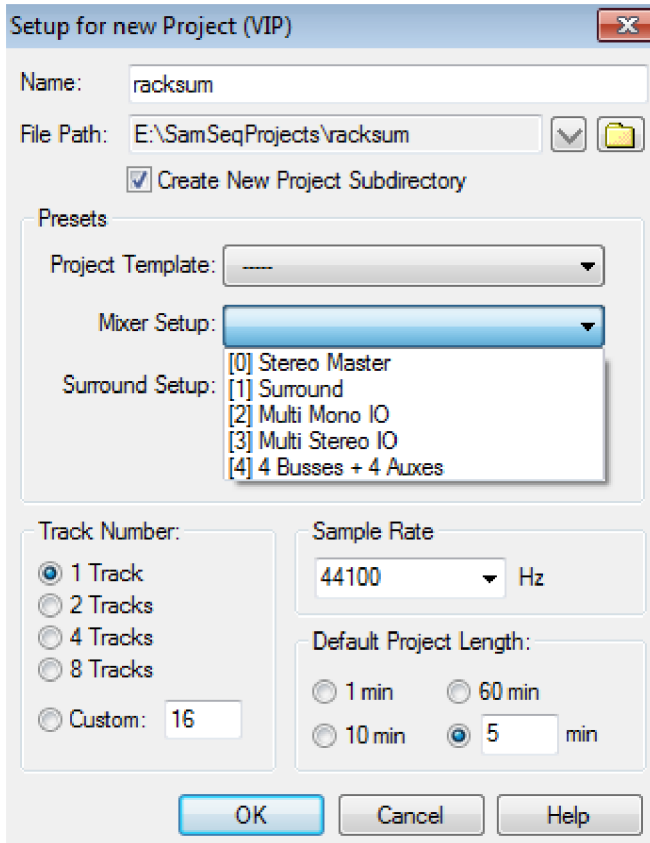 Setup for new Project (VIP)
Name: racksum
File Path: E:\SamSeqProjects\racksum
Create New Project Subdirectory
Presets
Project Template: -----
Mixer Setup:
[0] Stereo Master
Surround Setup: [1] Surround
[2] Multi Mono IO
[3] Multi Stereo IO
[4] 4 Busses + 4 Auxes
Track Number:
1 Track
2 Tracks
4 Tracks
8 Tracks
Custom: 16
Sample Rate
44100 Hz
Default Project Length:
1 min 60 min
10 min 5 min
OK Cancel Help